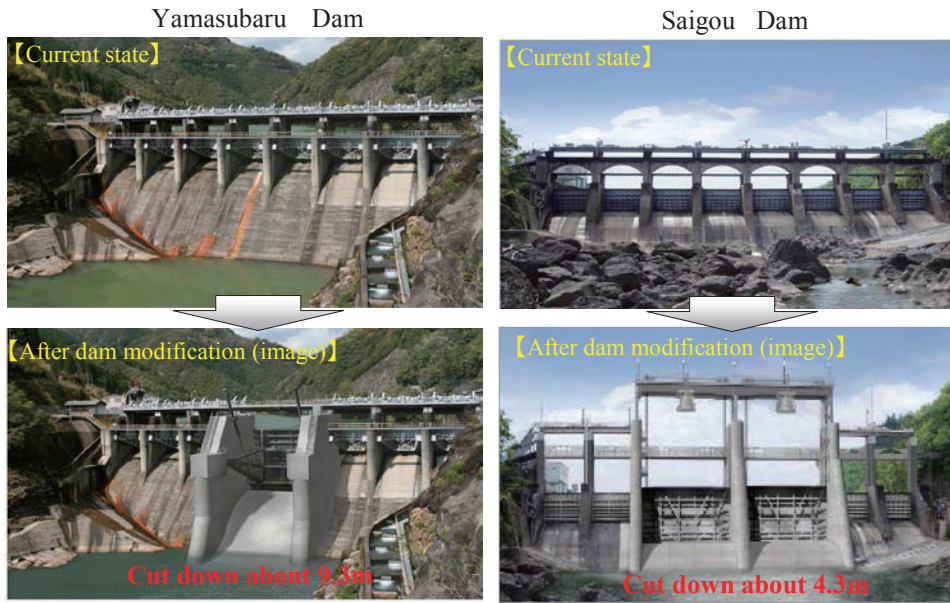 Yamasubaru Dam
Saigou Dam
【Current state】
【Current state】
【After dam modification (image)】
【After dam modification (image)】
Cut down about 9.3m
Cut down about 4.3m